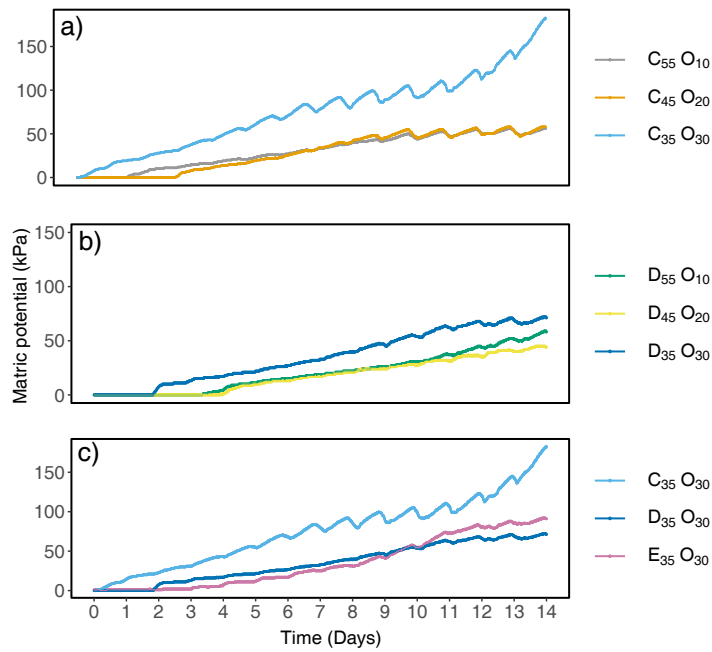 a)
150
100
50
0
C55 O10
C45 O20
C35 O30
Matric potential (kPa)
b)
150
100
50
0
D55 O10
D45 O20
D35 O30
c)
150
100
50
0
C35 O30
D35 O30
E35 O30
0 1 2 3 4 5 6 7 8 9 10 11 12 13 14
Time (Days)